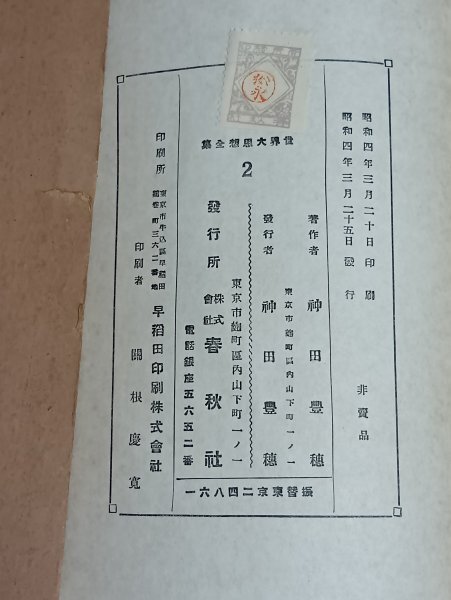 昭和四年三月二十日印刷
昭和四年三月二十五日發行
非賣品
世界大思想全集
2
著作者 神田豐穗
東京市麹町區內山下町一ノ一
發行者 神田豐穗
東京市麹町區內山下町一ノ一
發行所 株式會社 春秋社
電話銀座五六五二番
印刷所 早稻田印刷株式會社
印刷者 關根慶寬
振替東京二四八六一